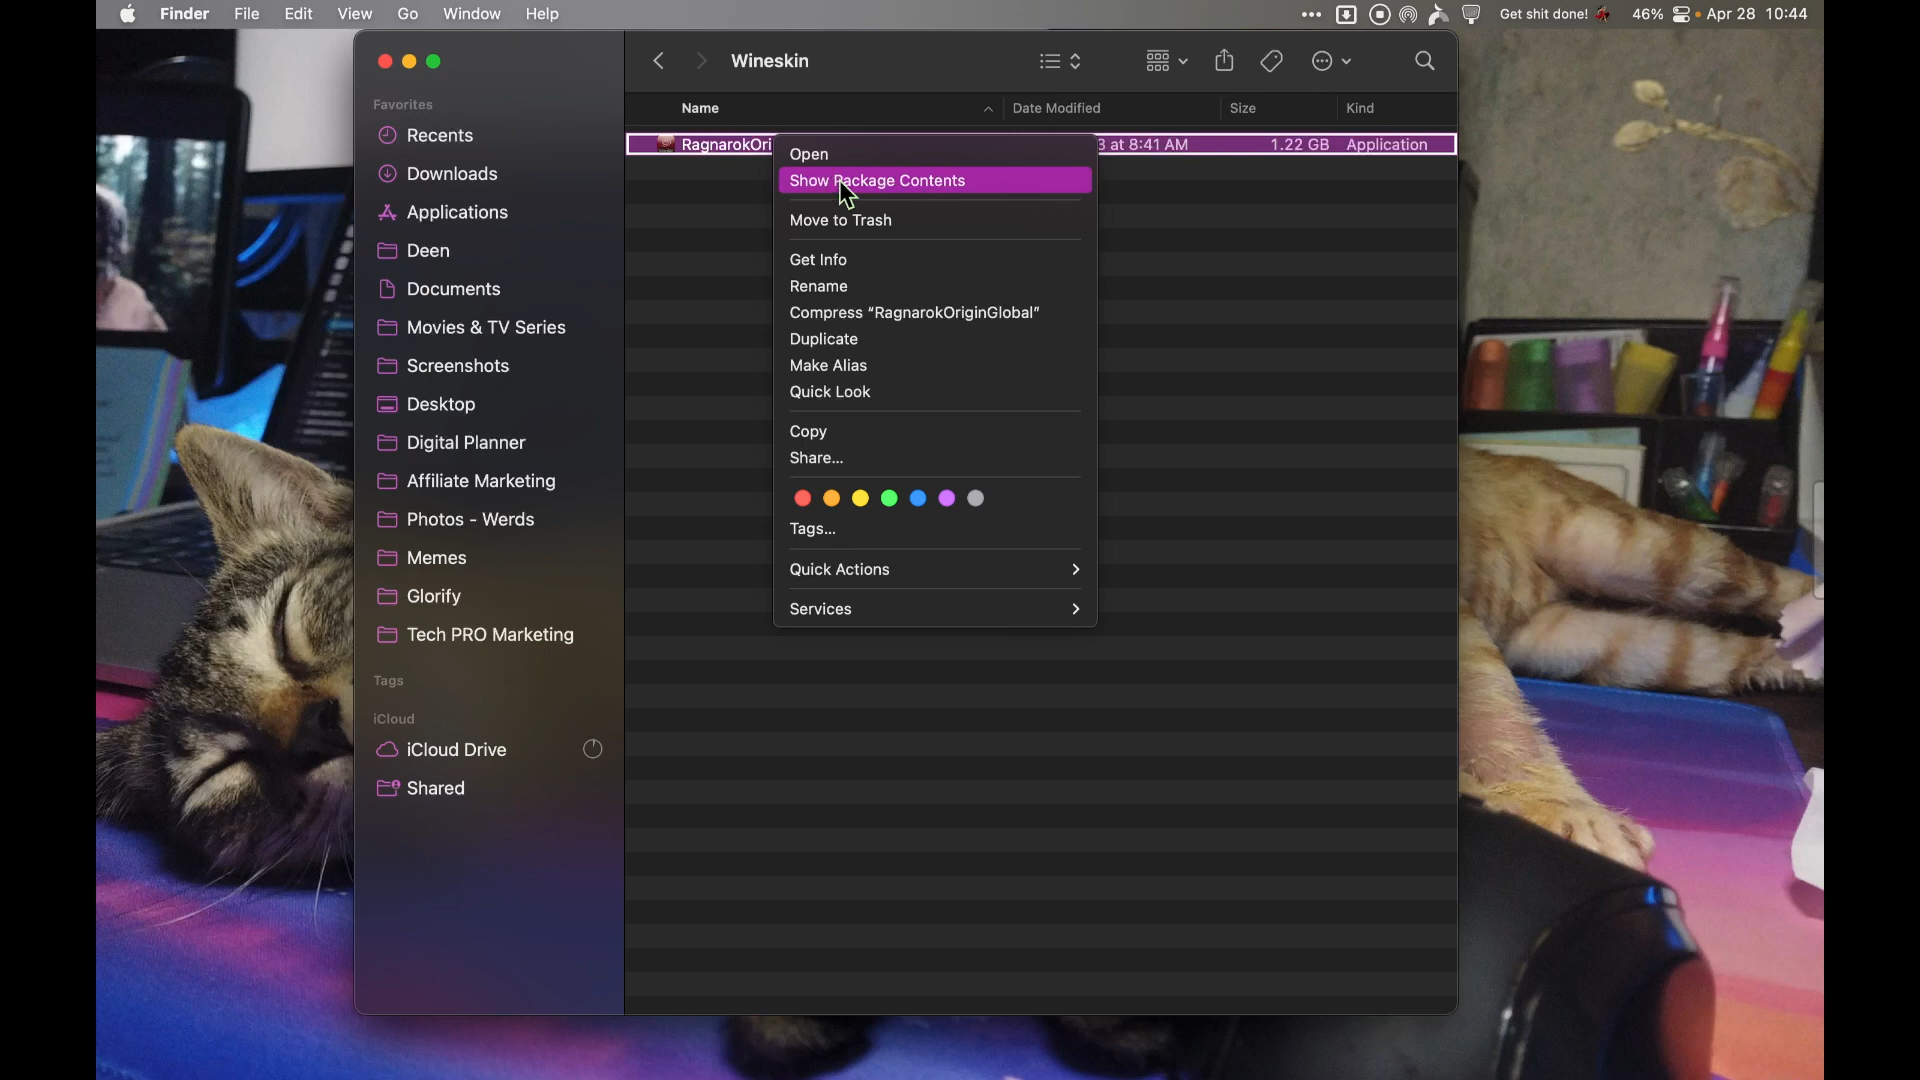 Finder File Edit View Go Window Help
Get shit done! 46% Apr 28 10:44
Wineskin
Favorites
Recents
Downloads
Applications
Deen
Documents
Movies & TV Series
Screenshots
Desktop
Digital Planner
Affiliate Marketing
Photos - Werds
Memes
Glorify
Tech PRO Marketing
Tags
iCloud
iCloud Drive
Shared
Name Date Modified Size Kind
RagnarokOri 3 at 8:41 AM 1.22 GB Application
Open
Show Package Contents
Move to Trash
Get Info
Rename
Compress “RagnarokOriginGlobal”
Duplicate
Make Alias
Quick Look
Copy
Share...
Tags...
Quick Actions
Services